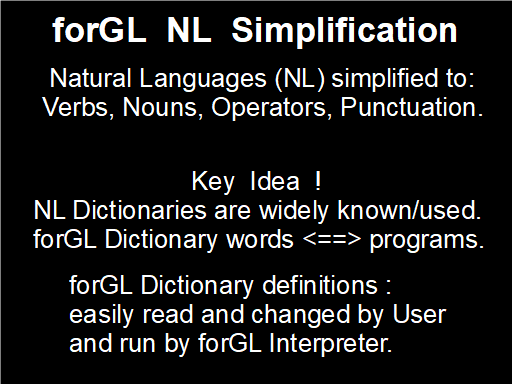 forGL NL Simplification
Natural Languages (NL) simplified to:
Verbs, Nouns, Operators, Punctuation.
Key Idea !
NL Dictionaries are widely known/used.
forGL Dictionary words <==> programs.
forGL Dictionary definitions :
easily read and changed by User
and run by forGL Interpreter.